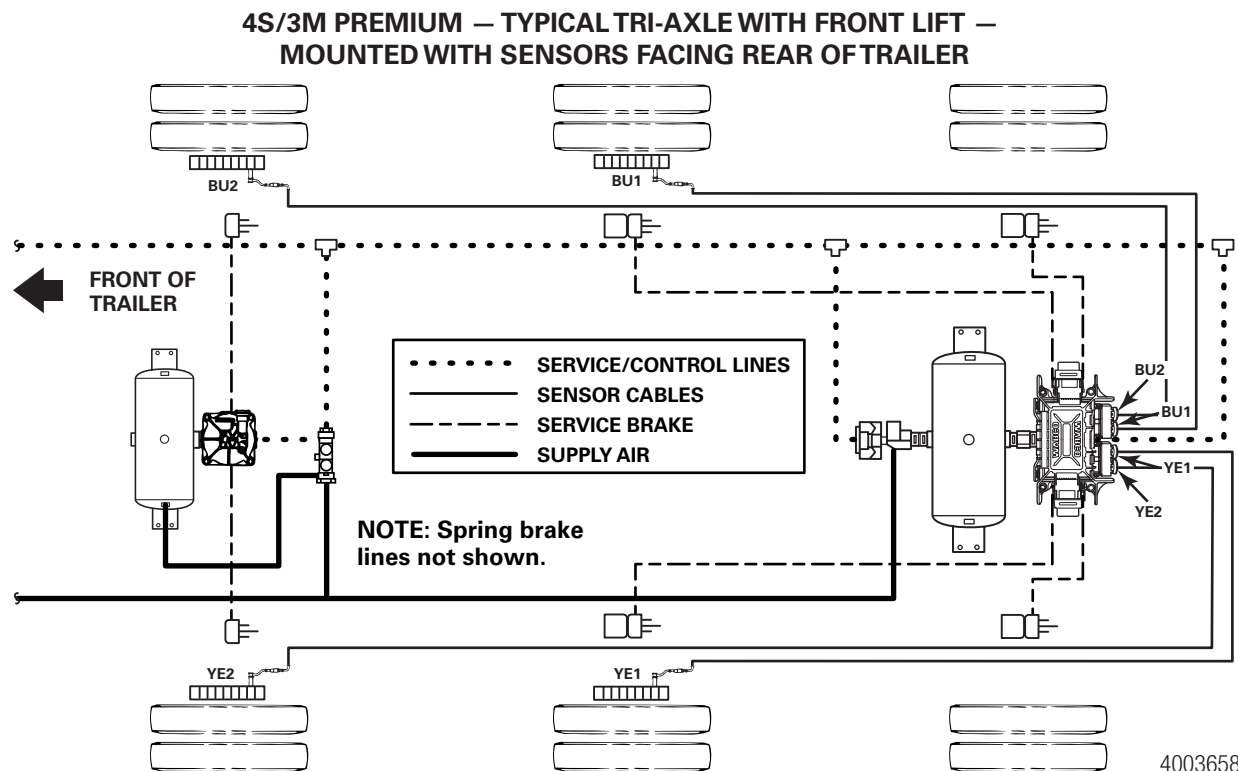 4S/3M PREMIUM — TYPICAL TRI-AXLE WITH FRONT LIFT —
MOUNTED WITH SENSORS FACING REAR OF TRAILER
BU2
BU1
FRONT OF
TRAILER
SERVICE/CONTROL LINES
SENSOR CABLES
SERVICE BRAKE
SUPPLY AIR
BU2
BU1
WABCO
WABCO
YE1
YE2
NOTE: Spring brake
lines not shown.
YE2
YE1
4003658